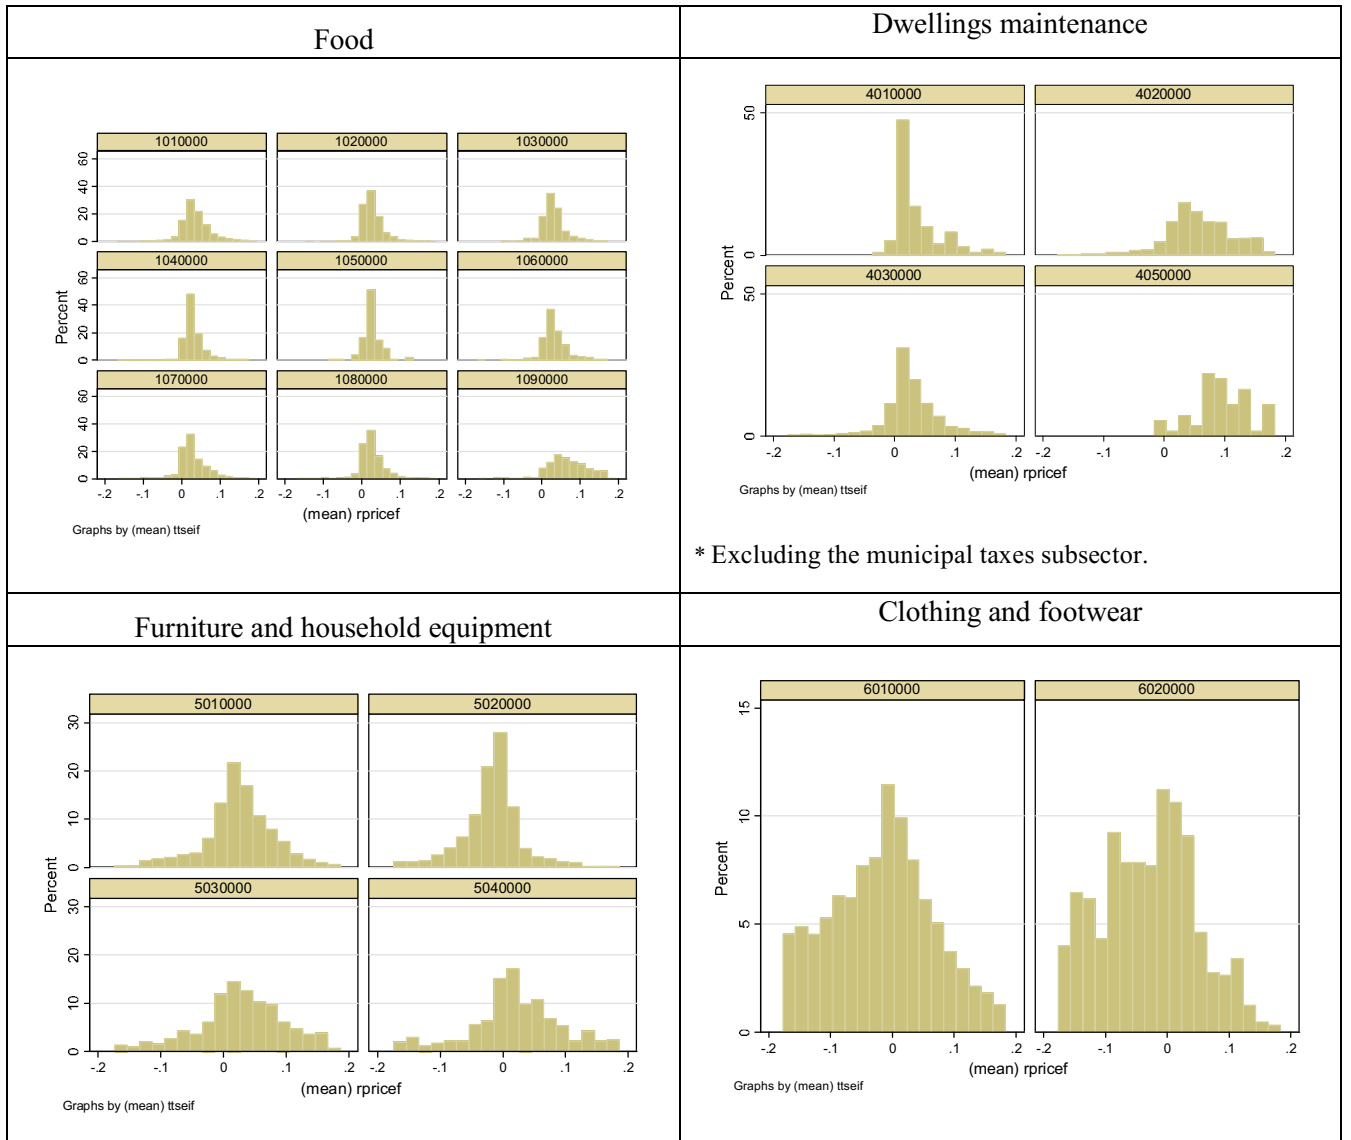 Food
Dwellings maintenance
1010000 1020000 1030000
60
40
20
0
1040000 1050000 1060000
60
40
20
0
1070000 1080000 1090000
60
40
20
0
-.2 -.1 0 .1 .2 -.2 -.1 0 .1 .2 -.2 -.1 0 .1 .2
Percent
(mean) rpricef
Graphs by (mean) ttseif
4010000 4020000
50
0
4030000 4050000
50
0
-.2 -.1 0 .1 .2 -.2 -.1 0 .1 .2
Percent
(mean) rpricef
Graphs by (mean) ttseif
* Excluding the municipal taxes subsector.
Furniture and household equipment
Clothing and footwear
5010000 5020000
30
20
10
0
5030000 5040000
30
20
10
0
-.2 -.1 0 .1 .2 -.2 -.1 0 .1 .2
Percent
(mean) rpricef
Graphs by (mean) ttseif
6010000 6020000
15
10
5
0
-.2 -.1 0 .1 .2 -.2 -.1 0 .1 .2
Percent
(mean) rpricef
Graphs by (mean) ttseif